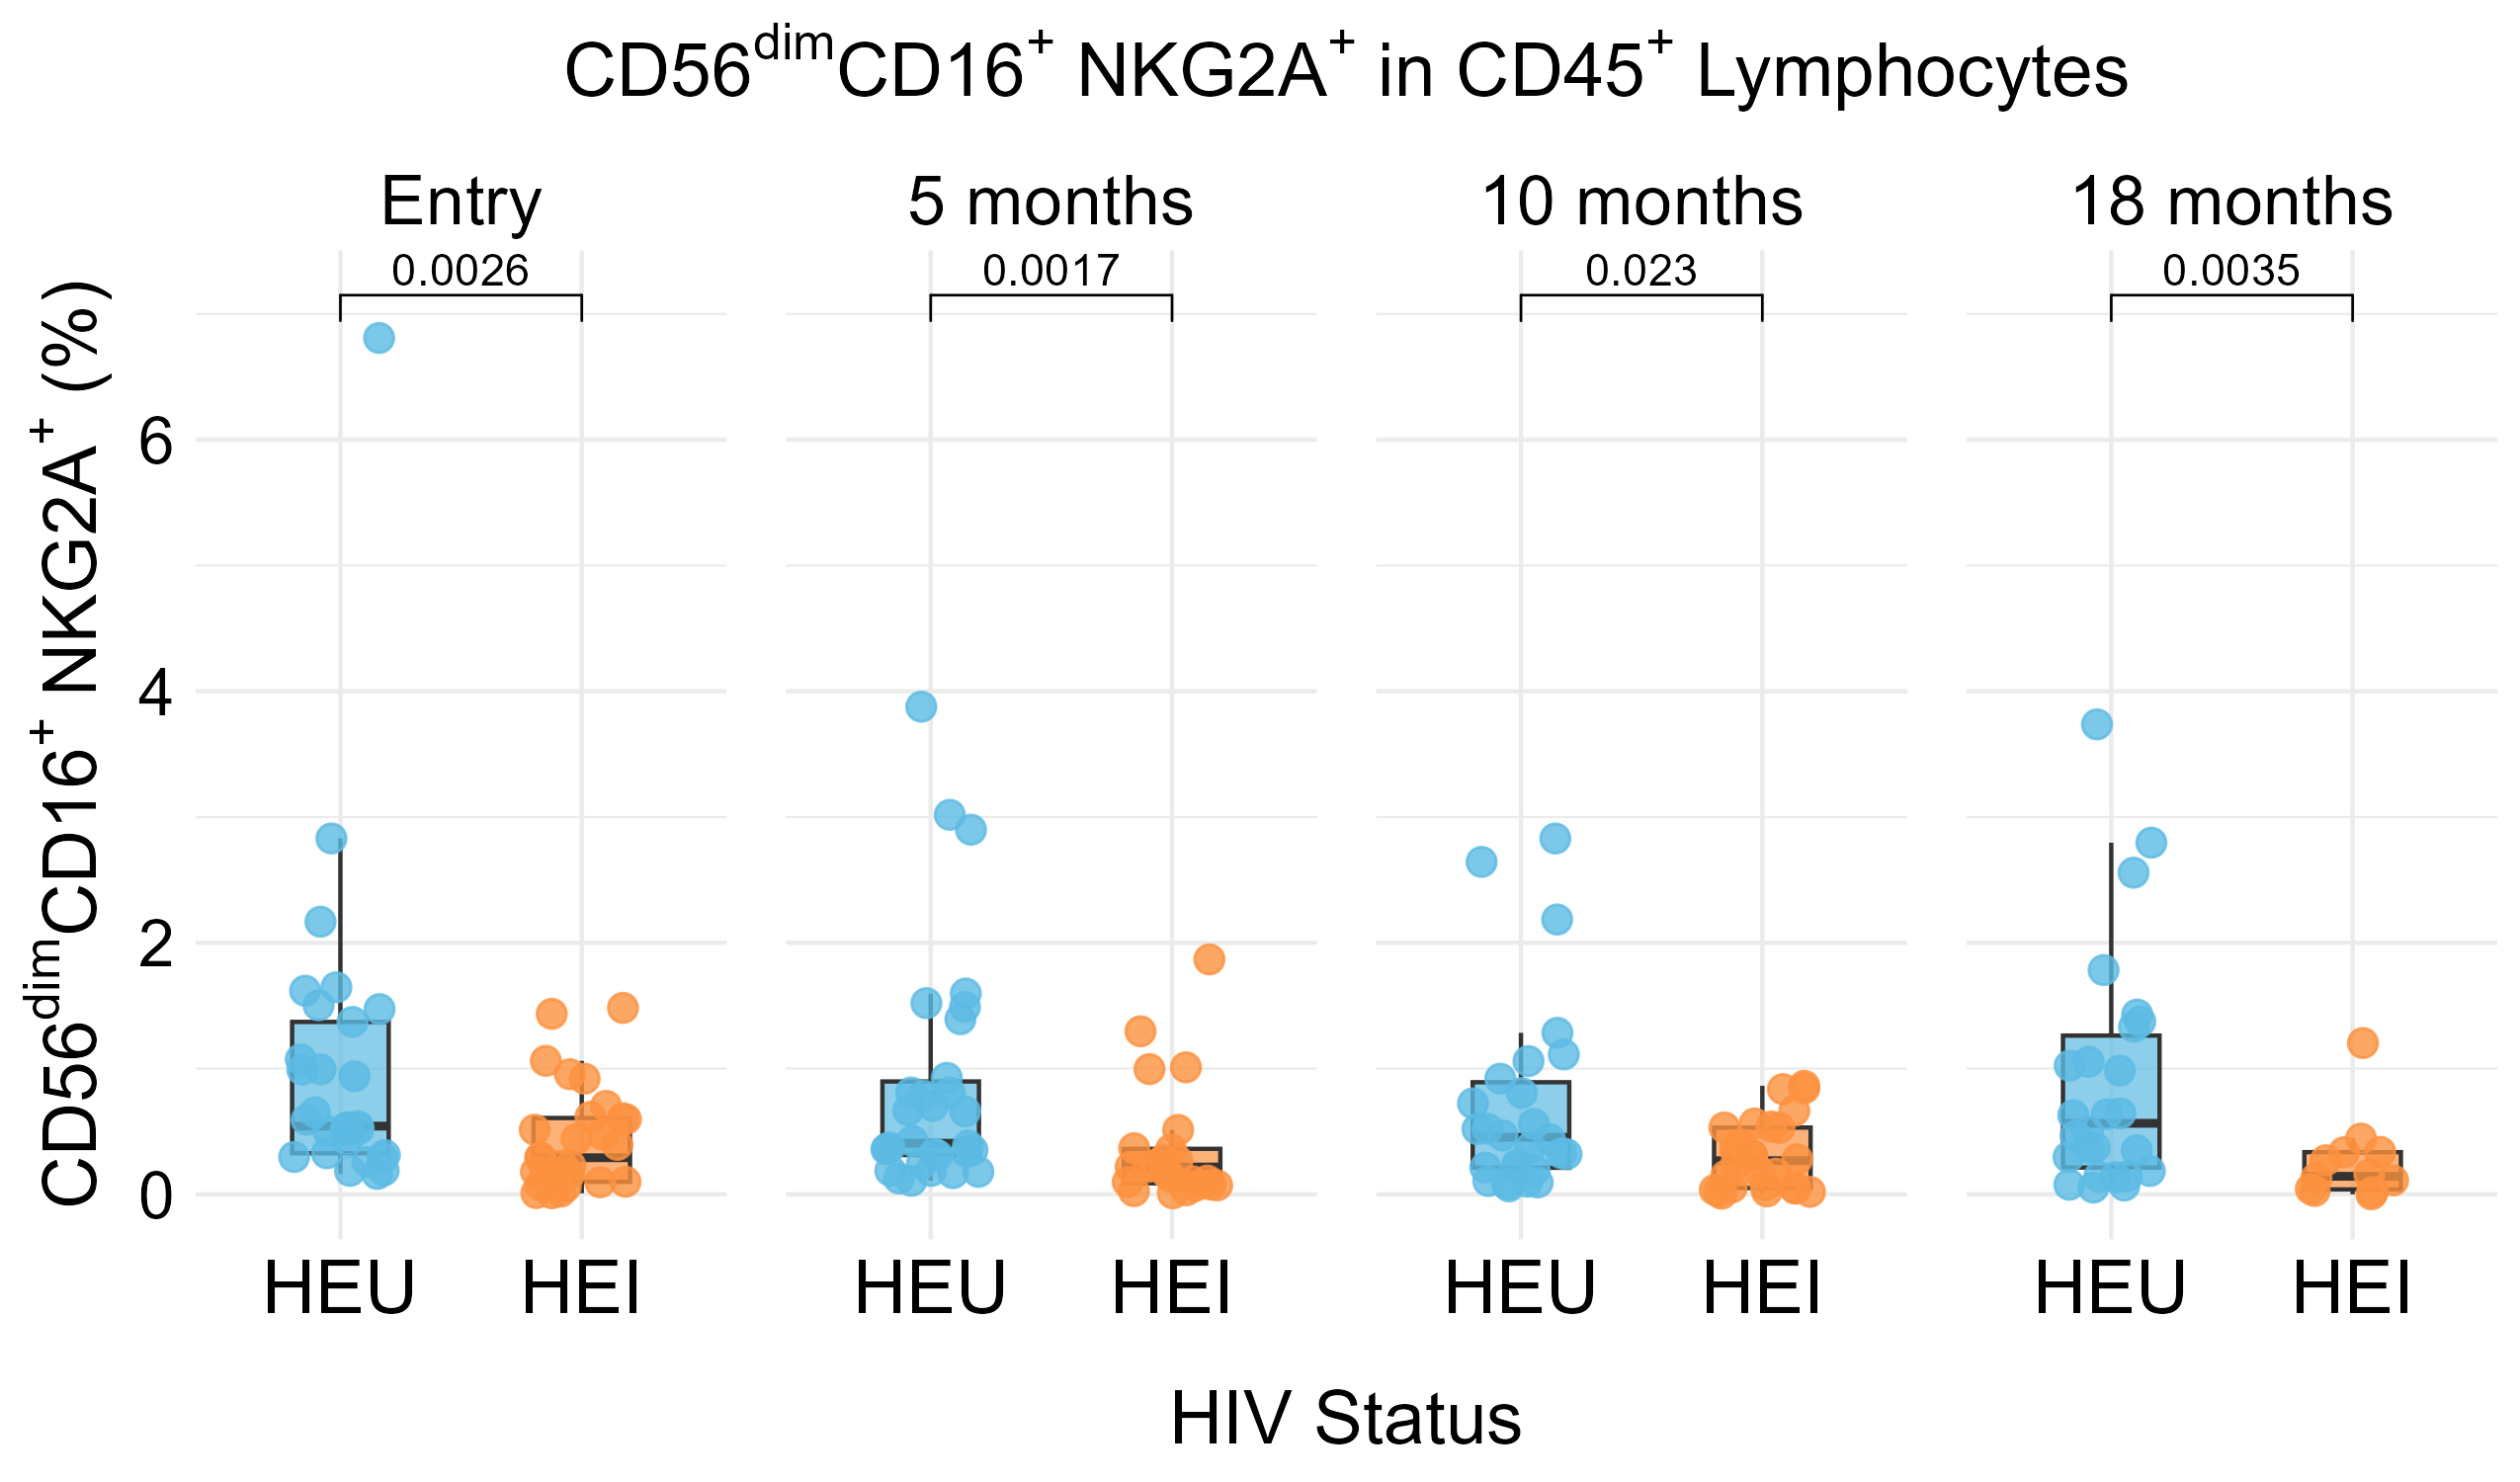 CD56dimCD16+ NKG2A+ in CD45+ Lymphocytes
Entry
5 months
10 months
18 months
0.0026
0.0017
0.023
0.0035
CD56dimCD16+ NKG2A+ (%)
6
4
2
0
HEU
HEI
HEU
HEI
HEU
HEI
HEU
HEI
HIV Status